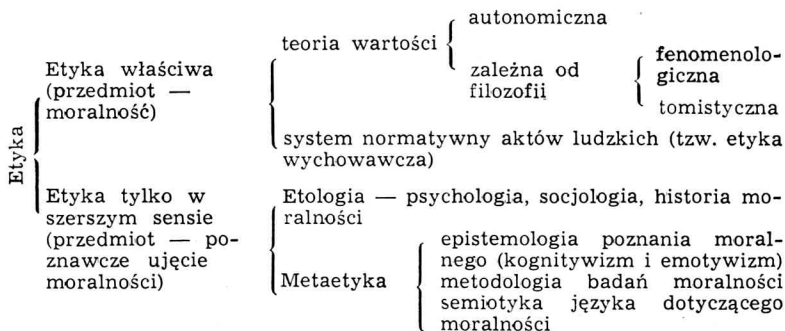 Etyka
Etyka właściwa
(przedmiot —
moralność)
teoria wartości
autonomiczna
zależna od
filozofii
fenomenolo-
giczna
tomistyczna
system normatywny aktów ludzkich (tzw. etyka
wychowawcza)
Etyka tylko w
szerszym sensie
(przedmiot — po-
znawcze ujęcie
moralności)
Etologia — psychologia, socjologia, historia mo-
ralności
Metaetyka
epistemologia poznania moral-
nego (kognitywizm i emotywizm)
metodologia badań moralności
semiotyka języka dotyczącego
moralności